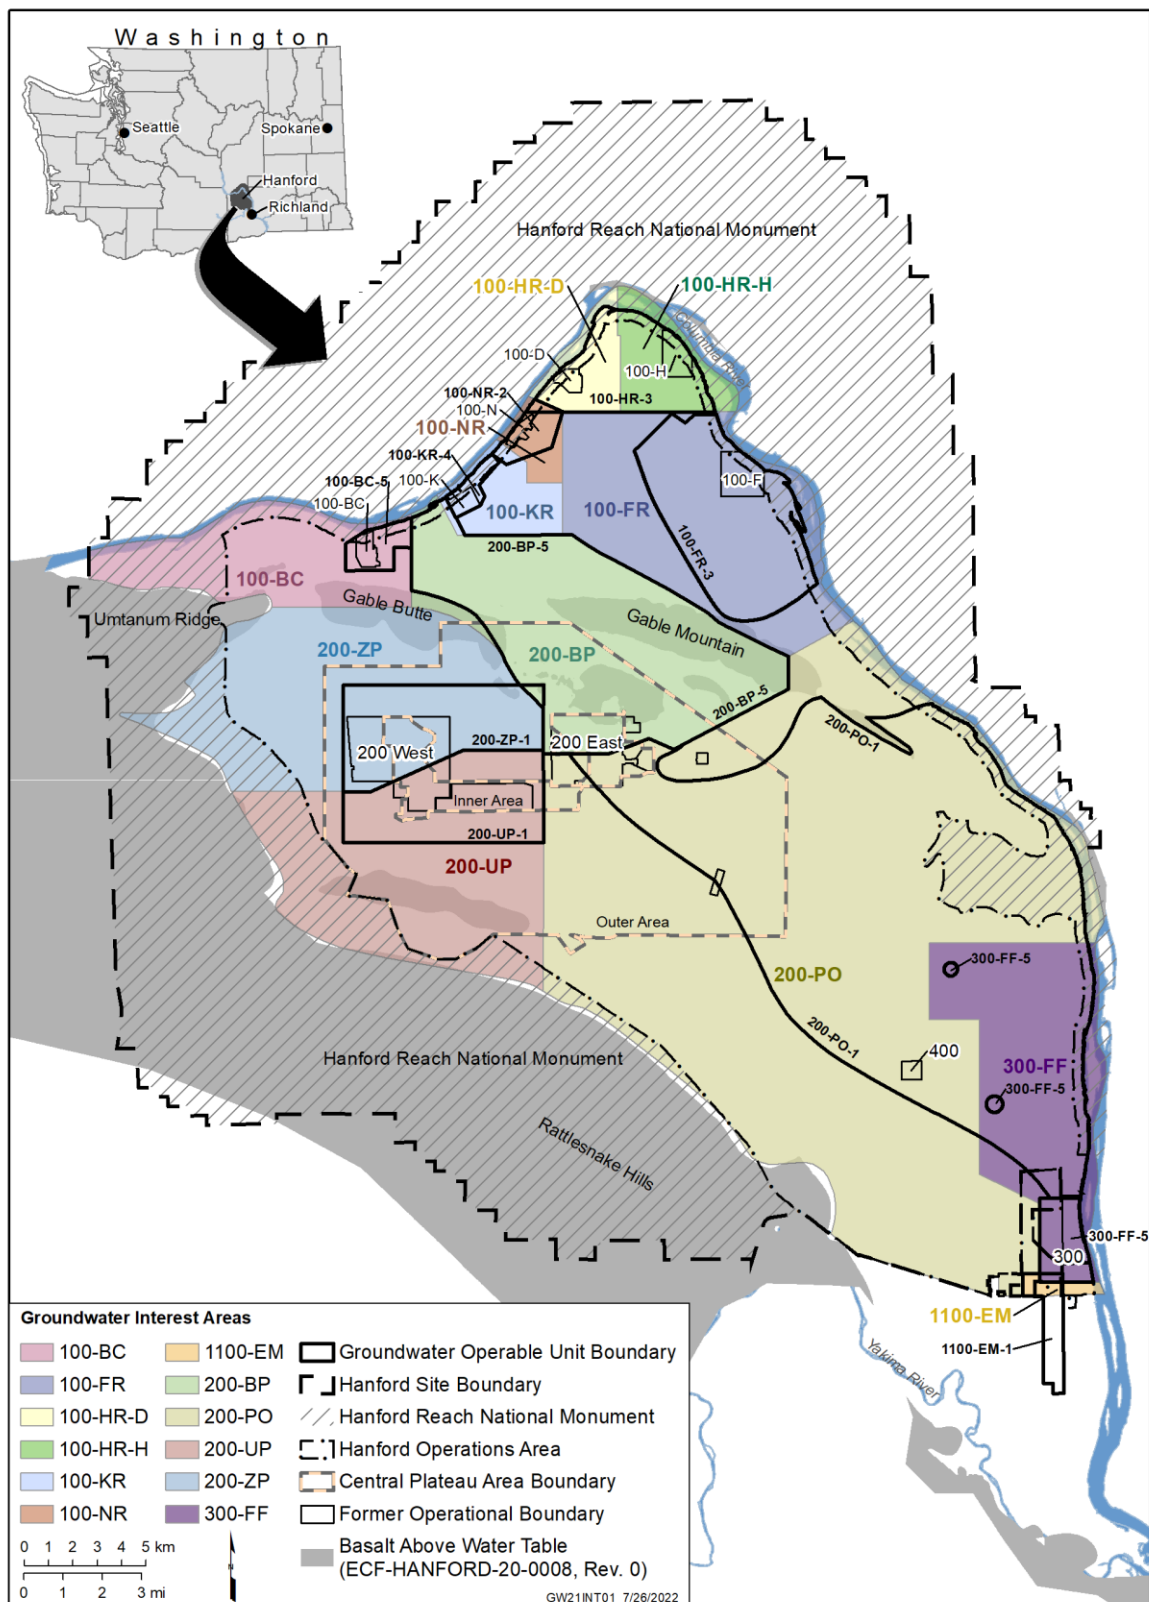 Washington
Seattle
Spokane
Hanford
Richland
Hanford Reach National Monument
100-HR-D
100-HR-H
Columbia River
100-D
100-H
100-NR-2
100-HR-3
100-N
100-NR
100-KR-4
100-BC-5
100-K
100-BC
100-F
100-KR
100-FR
200-BP-5
100-FR-3
100-BC
Gable Butte
Umtanum Ridge
Gable Mountain
200-ZP
200-BP
200-BP-5
200-PO-1
200-ZP-1
200 West
200 East
Inner Area
200-UP-1
200-UP
Outer Area
300-FF-5
200-PO
200-PO-1
400
300-FF
Hanford Reach National Monument
300-FF-5
Rattlesnake Hills
300-FF-5
300
1100-EM
1100-EM-1
Yakima River
Groundwater Interest Areas
100-BC
100-FR
100-HR-D
100-HR-H
100-KR
100-NR
1100-EM
200-BP
200-PO
200-UP
200-ZP
300-FF
Groundwater Operable Unit Boundary
Hanford Site Boundary
Hanford Reach National Monument
Hanford Operations Area
Central Plateau Area Boundary
Former Operational Boundary
Basalt Above Water Table
(ECF-HANFORD-20-0008, Rev. 0)
0 1 2 3 4 5 km
0 1 2 3 mi
N
GW21INT01 7/26/2022